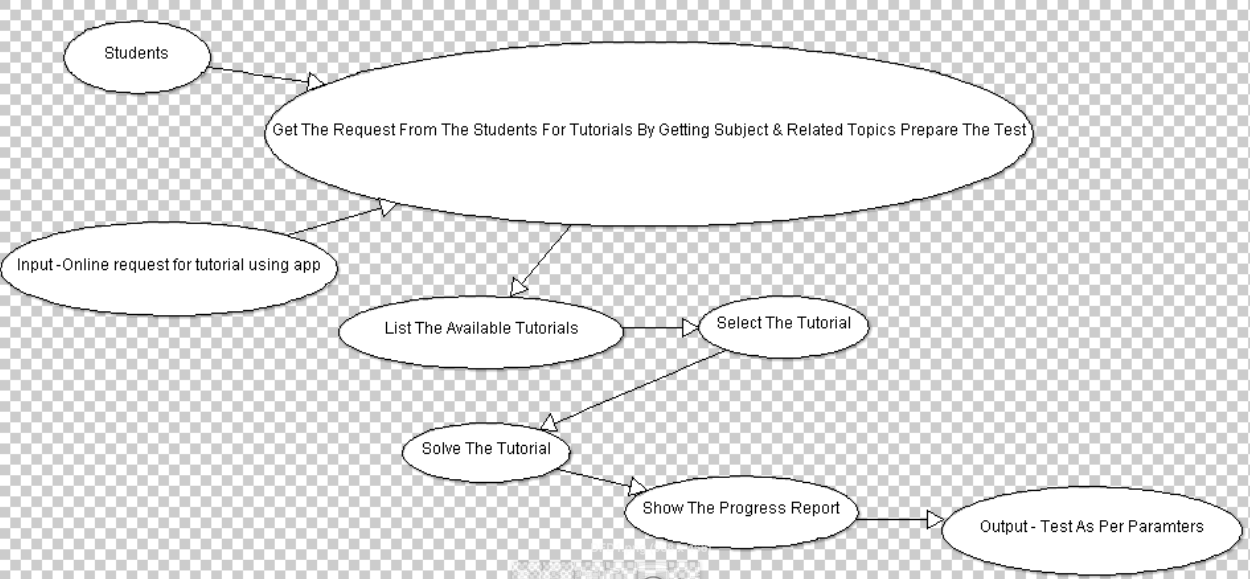 Students
Get The Request From The Students For Tutorials By Getting Subject & Related Topics Prepare The Test
Input -Online request for tutorial using app
List The Available Tutorials
Select The Tutorial
Solve The Tutorial
Show The Progress Report
Output - Test As Per Paramters